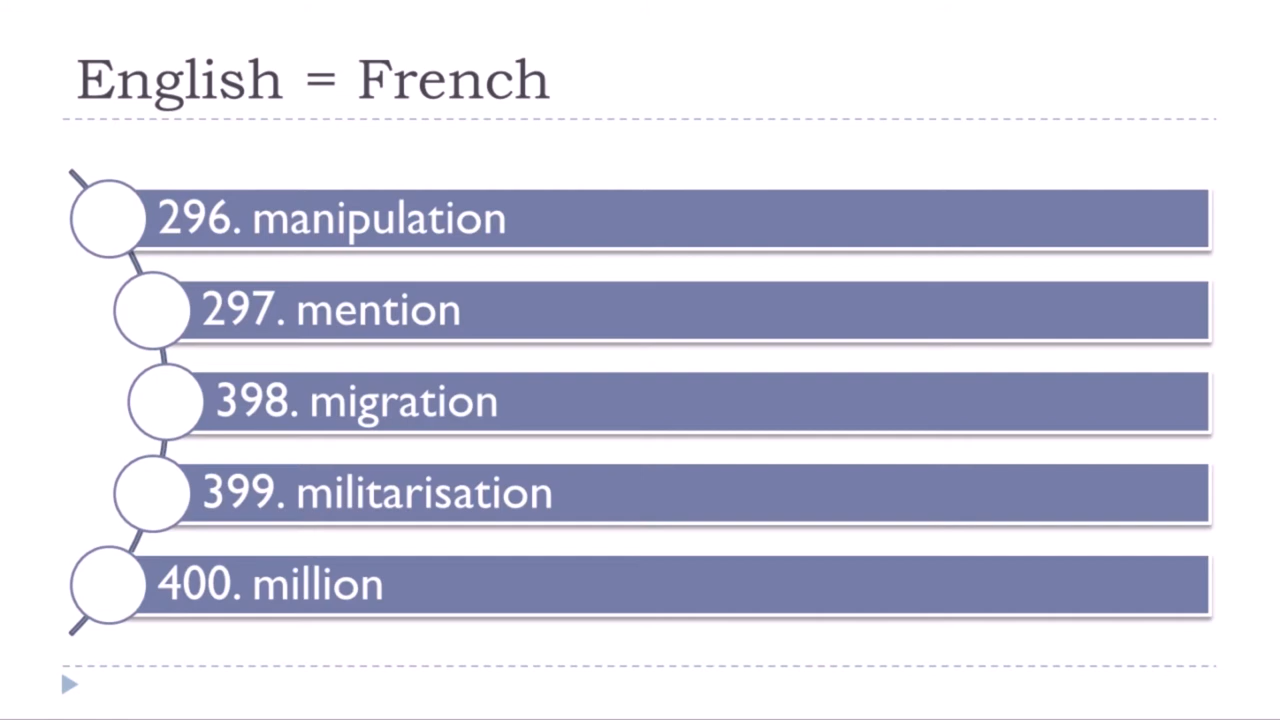 English = French
296. manipulation
297. mention
398. migration
399. militarisation
400. million